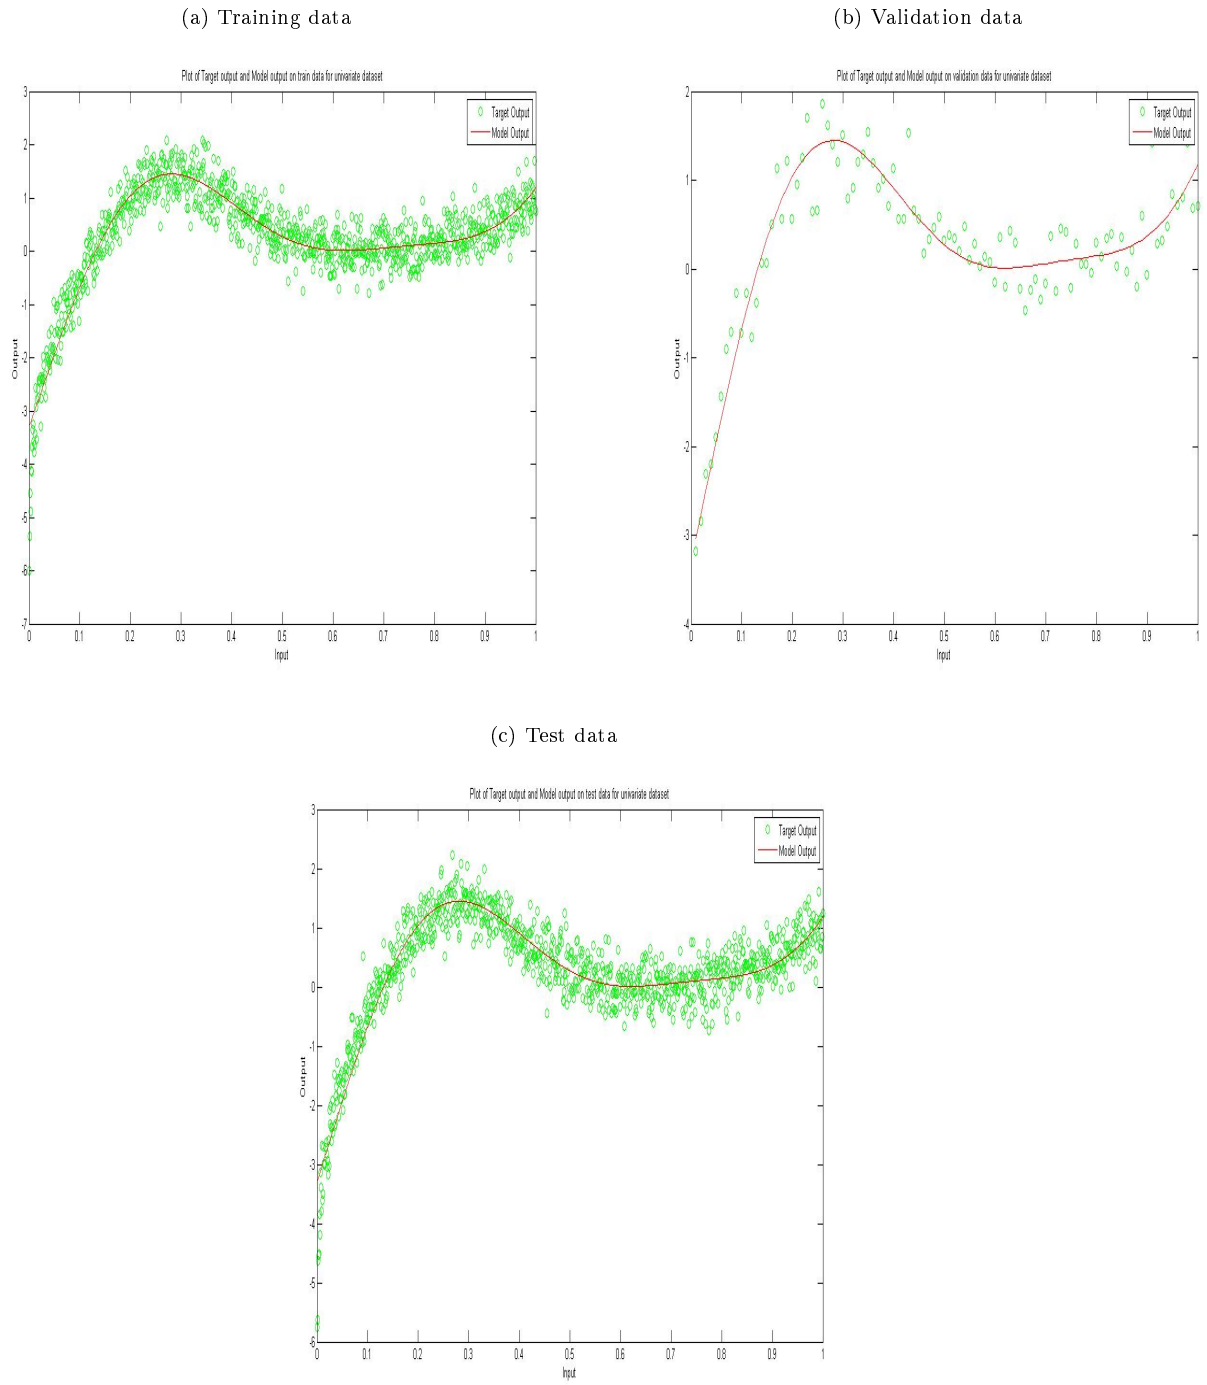 (a) Training data
(b) Validation data
Plot of Target output and Model output on train data for univariate dataset
Target Output
Model Output
3
2
1
0
-1
-2
-3
-4
-5
-6
-7
Output
0 0.1 0.2 0.3 0.4 0.5 0.6 0.7 0.8 0.9 1
Input
Plot of Target output and Model output on validation data for univariate dataset
Target Output
Model Output
2
1
0
-1
-2
-3
-4
Output
0 0.1 0.2 0.3 0.4 0.5 0.6 0.7 0.8 0.9 1
Input
(c) Test data
Plot of Target output and Model output on test data for univariate dataset
Target Output
Model Output
3
2
1
0
-1
-2
-3
-4
-5
-6
Output
0 0.1 0.2 0.3 0.4 0.5 0.6 0.7 0.8 0.9 1
Input